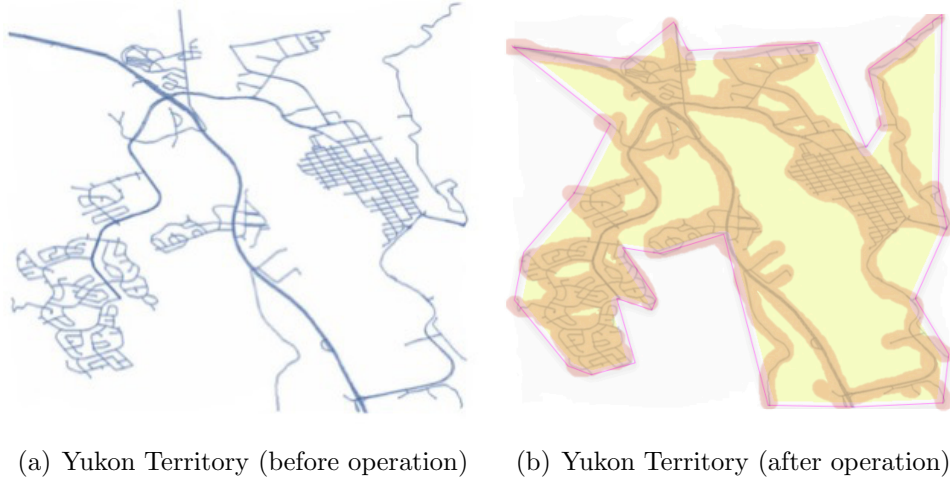 (a) Yukon Territory (before operation)
(b) Yukon Territory (after operation)